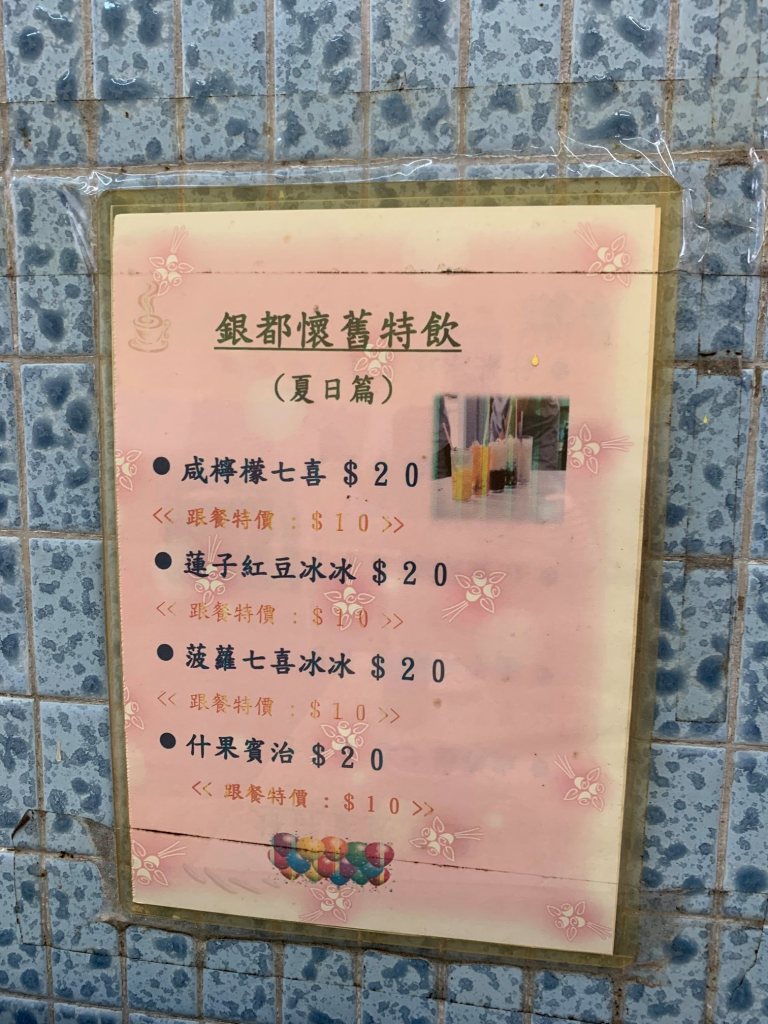 銀都懷舊特飲
（夏日篇）
● 咸檸檬七喜 $20
<< 跟餐特價：$10 >>
● 蓮子紅豆冰冰 $20
<< 跟餐特價：$10 >>
● 菠蘿七喜冰冰 $20
<< 跟餐特價：$10 >>
● 什果賓治 $20
<< 跟餐特價：$10 >>